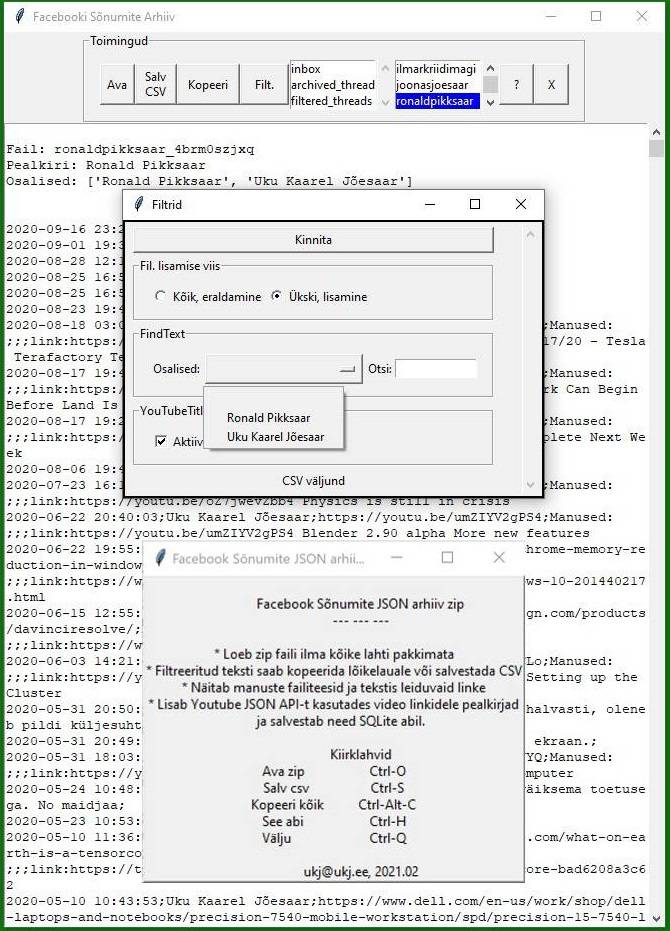 Facebooki Sõnumite Arhiiv
Toimingud
Ava
Salv CSV
Kopeeri
Filt.
inbox
archived_thread
filtered_threads
ilmarkriidimagi
joonasjoesaar
ronaldpikksaar
?
X
Fail: ronaldpikksaar_4brm0szjxq
Pealkiri: Ronald Pikksaar
Osalised: ['Ronald Pikksaar', 'Uku Kaarel Jõesaar']
Filtrid
Kinnita
Fil. lisamise viis
Kõik, eraldamine
Ükski, lisamine
FindText
Osalised:
Otsi:
Ronald Pikksaar
Uku Kaarel Jõesaar
Aktiiv
CSV väljund
2020-09-16 23:2
2020-09-01 19:3
2020-08-28 12:1
2020-08-25 16:5
2020-08-25 16:5
2020-08-23 19:4
2020-08-18 03:0 ;Manused:
;;;link:https:/ 17/20 - Tesla
Terafactory Te
2020-08-17 19:4 ;Manused:
;;;link:https:/ rk Can Begin
Before Land Is
2020-08-17 19:2 ;Manused:
;;;link:https:/ plete Next We
ek
2020-08-06 19:4
2020-07-23 16:1 ;Manused:
;;;link:https://youtu.be/oZ7jwevZbb4 Physics is still in crisis
2020-06-22 20:40:03;Uku Kaarel Jõesaar;https://youtu.be/umZIYV2gPS4;Manused:
;;;link:https://youtu.be/umZIYV2gPS4 Blender 2.90 alpha More new features
2020-06-22 19:55: hrome-memory-re
duction-in-window
;;;link:https://w ws-10-201440217
.html
2020-06-15 12:55: gn.com/products
/davinciresolve/;
;;;link:https://w
2020-06-03 14:21: Lo;Manused:
;;;link:https://y Setting up the
Cluster
2020-05-31 20:50: halvasti, olene
b pildi küljesuht
2020-05-31 20:49: ekraan.;
2020-05-31 18:03: YQ;Manused:
;;;link:https://y mputer
2020-05-24 10:48: äiksema toetuse
ga. No maidjaa;
2020-05-23 10:53:
2020-05-10 11:36: .com/what-on-ea
rth-is-a-tensorco
;;;link:https://t ore-bad6208a3c6
2
2020-05-10 10:43:53;Uku Kaarel Jõesaar;https://www.dell.com/en-us/work/shop/dell
-laptops-and-notebooks/precision-7540-mobile-workstation/spd/precision-15-7540-l
Facebook Sõnumite JSON arhii...
Facebook Sõnumite JSON arhiiv zip
--- --- ---
* Loeb zip faili ilma kõike lahti pakkimata
* Filtreeritud teksti saab kopeerida lõikelauale või salvestada CSV
* Näitab manuste failiteesid ja tekstis leiduvaid linke
* Lisab Youtube JSON API-t kasutades video linkidele pealkirjad
ja salvestab need SQLite abil.
Kiirklahvid
Ava zip Ctrl-O
Salv csv Ctrl-S
Kopeeri kõik Ctrl-Alt-C
See abi Ctrl-H
Välju Ctrl-Q
ukj@ukj.ee, 2021.02